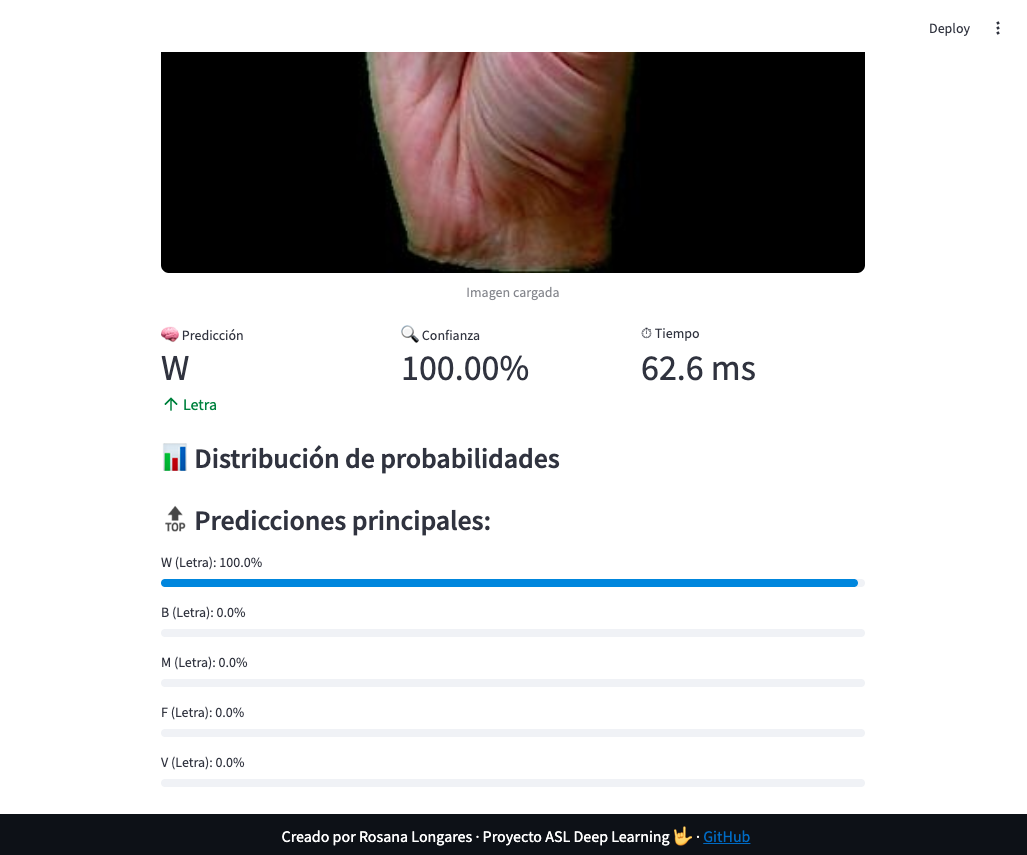 Deploy
Imagen cargada
Predicción
Confianza
Tiempo
W
100.00%
62.6 ms
Letra
Distribución de probabilidades
TOP Predicciones principales:
W (Letra): 100.0%
B (Letra): 0.0%
M (Letra): 0.0%
F (Letra): 0.0%
V (Letra): 0.0%
Creado por Rosana Longares · Proyecto ASL Deep Learning 🤟 · GitHub